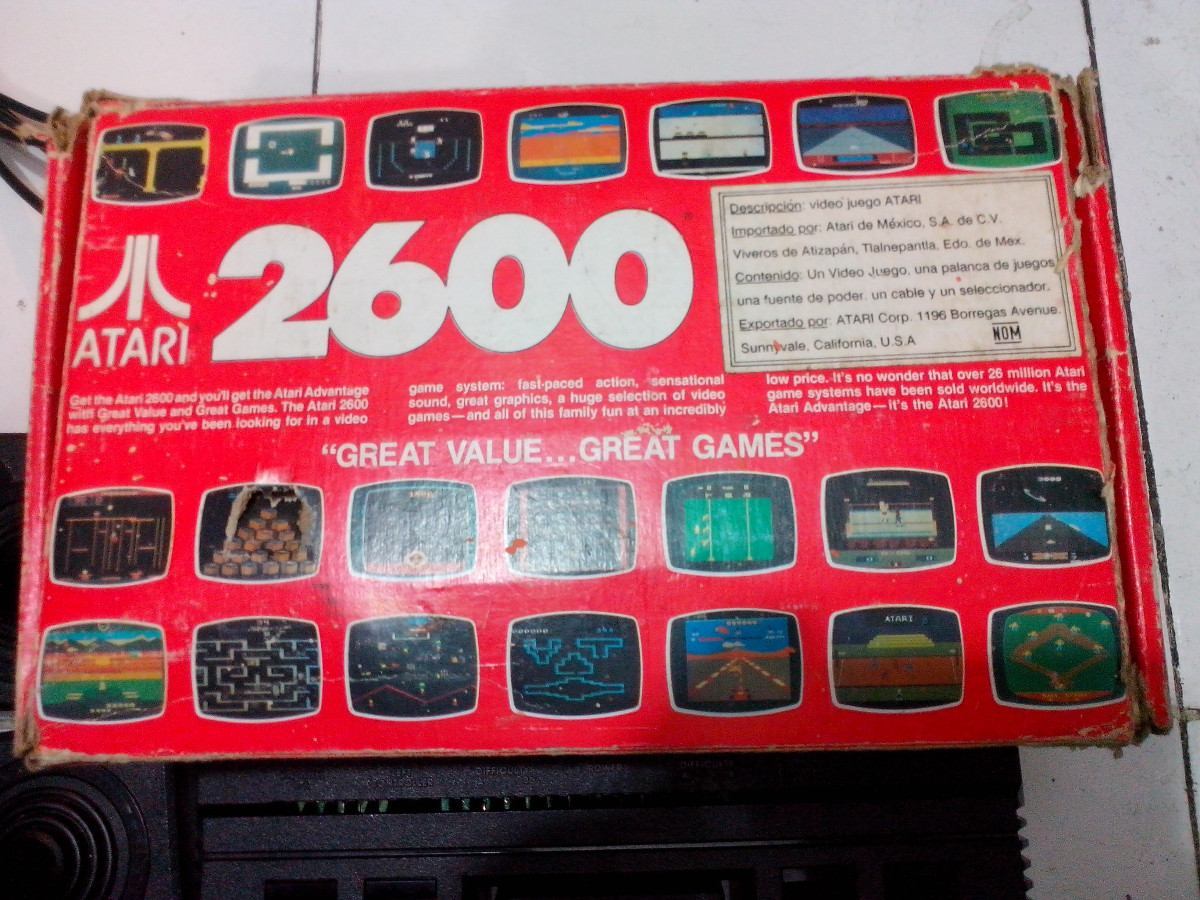 ATARI
2600
Descripción: video juego ATARI
Importado por: Atari de México, S.A. de C.V.
Viveros de Atizapán, Tlalnepantla, Edo. de Mex.
Contenido: Un Video Juego, una palanca de juegos
una fuente de poder. un cable y un seleccionador.
Exportado por: ATARI Corp. 1196 Borregas Avenue.
Sunnyvale, California, U.S.A
NOM
Get the Atari 2600 and you'll get the Atari Advantage
with Great Value and Great Games. The Atari 2600
has everything you've been looking for in a video
game system: fast-paced action, sensational
sound, great graphics, a huge selection of video
games—and all of this family fun at an incredibly
low price. It's no wonder that over 26 million Atari
game systems have been sold worldwide. It's the
Atari Advantage—it's the Atari 2600!
"GREAT VALUE...GREAT GAMES"
ATARI
DIFFICULTY
POWER
DIFFICULTY